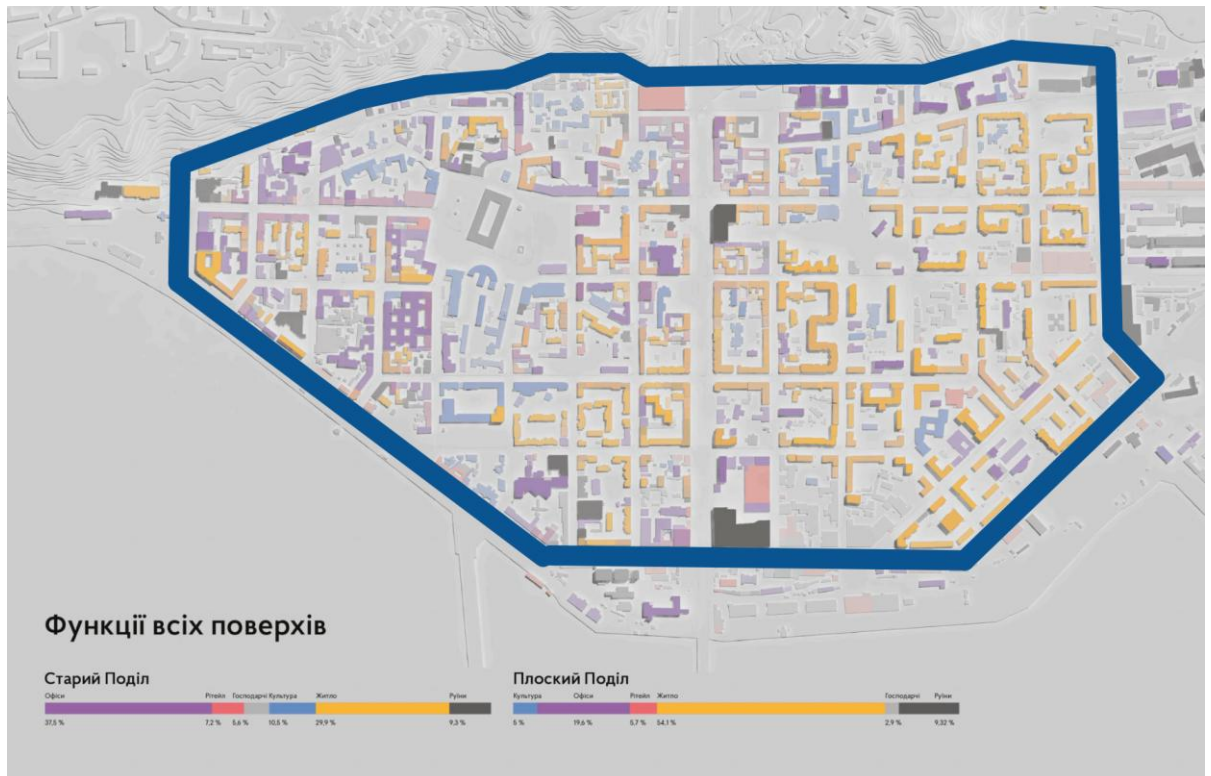 Функції всіх поверхів
Старий Поділ
Офіси Рітейл Господарчі Культура Житло Руїни
37,5 % 7,2 % 5,6 % 10,5 % 29,9 % 9,3 %
Плоский Поділ
Культура Офіси Рітейл Житло Господарчі Руїни
5 % 19,6 % 5,7 % 54,1 % 2,9 % 9,32 %